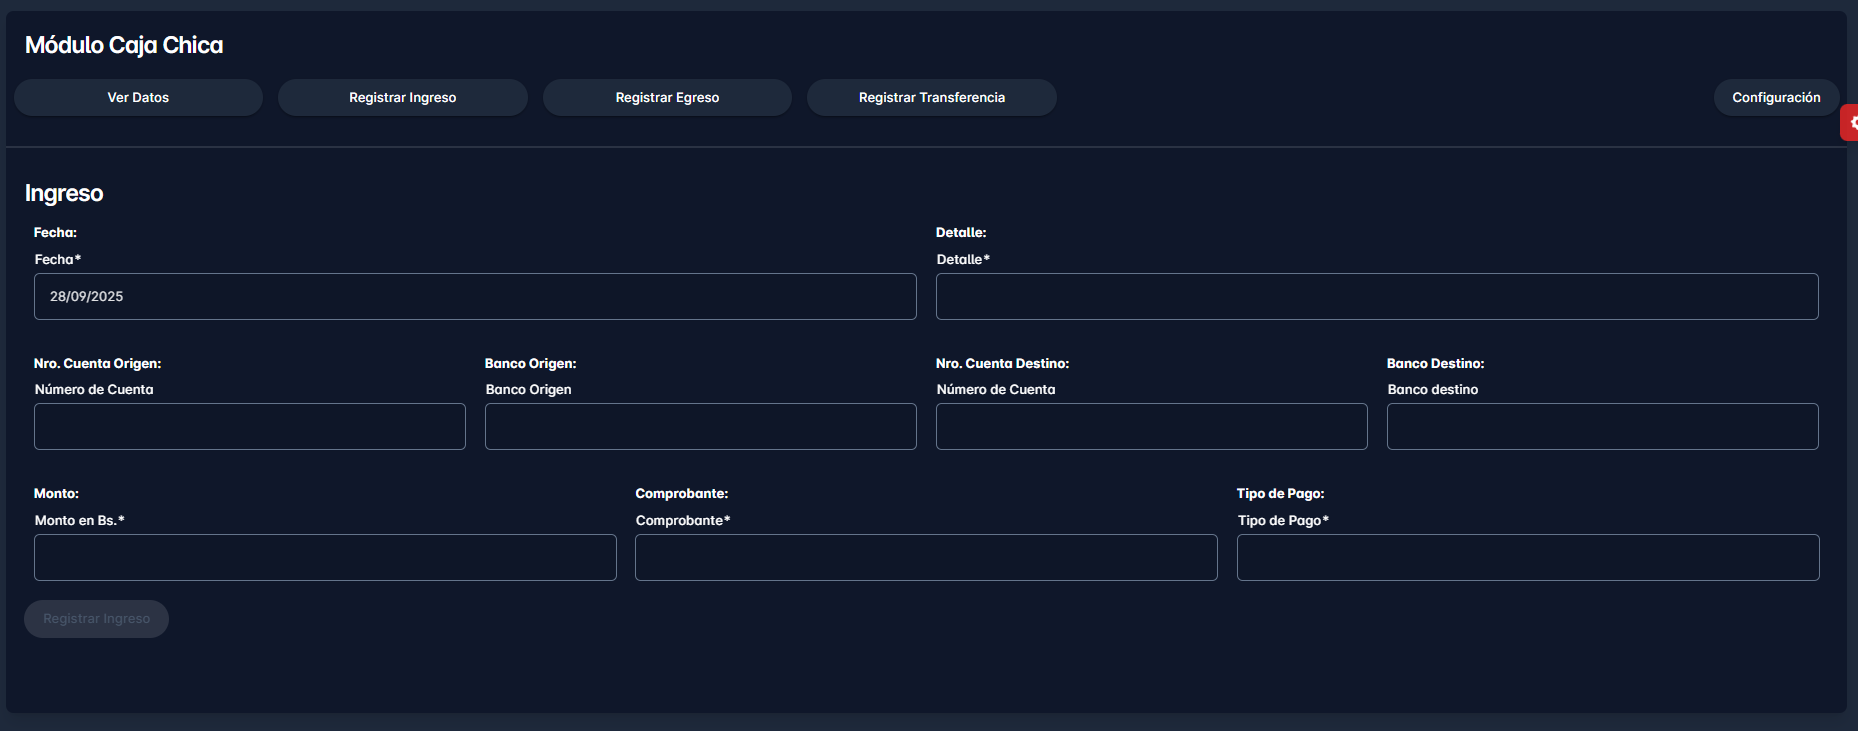 Módulo Caja Chica
Ver Datos
Registrar Ingreso
Registrar Egreso
Registrar Transferencia
Configuración
Ingreso
Fecha:
Detalle:
Fecha*
Detalle*
28/09/2025
Nro. Cuenta Origen:
Banco Origen:
Nro. Cuenta Destino:
Banco Destino:
Número de Cuenta
Banco Origen
Número de Cuenta
Banco destino
Monto:
Comprobante:
Tipo de Pago:
Monto en Bs.*
Comprobante*
Tipo de Pago*
Registrar Ingreso